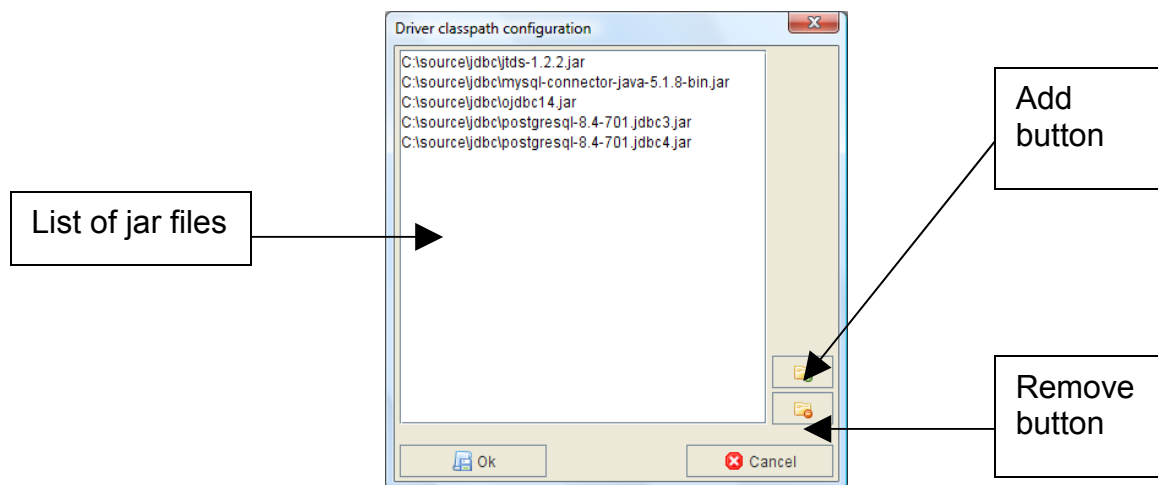 Driver classpath configuration
X
C:\source\jdbc\jtds-1.2.2.jar
C:\source\jdbc\mysql-connector-java-5.1.8-bin.jar
C:\source\jdbc\ojdbc14.jar
C:\source\jdbc\postgresql-8.4-701.jdbc3.jar
C:\source\jdbc\postgresql-8.4-701.jdbc4.jar
Add
button
List of jar files
Remove
button
Ok
Cancel